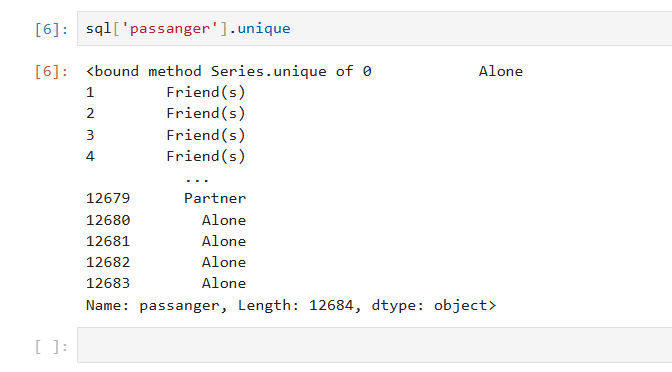 [6]: sql['passanger'].unique
[6]: <bound method Series.unique of 0            Alone
1        Friend(s)
2        Friend(s)
3        Friend(s)
4        Friend(s)
...
12679      Partner
12680        Alone
12681        Alone
12682        Alone
12683        Alone
Name: passanger, Length: 12684, dtype: object>
[ ]: